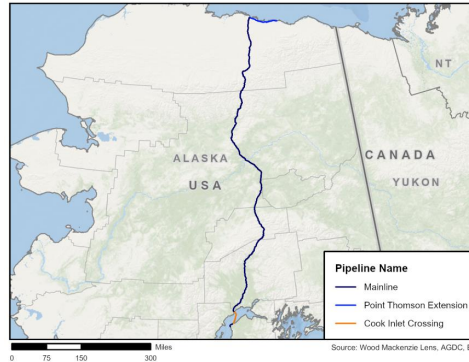 NT
ALASKA
CANADA
USA
YUKON
Pipeline Name
Mainline
Point Thomson Extension
Cook Inlet Crossing
Miles
0 75 150 300
Source: Wood Mackenzie Lens, AGDC, E